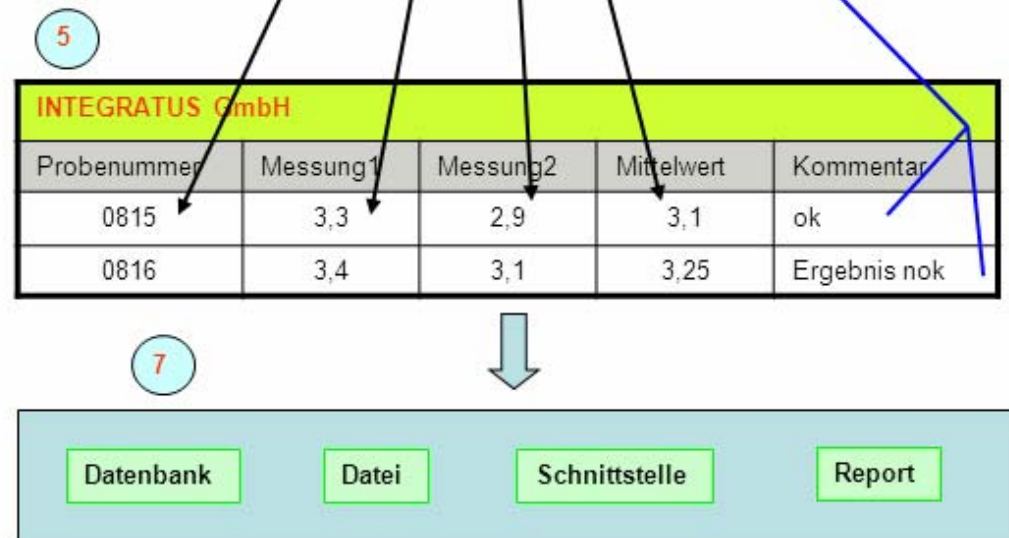 5
INTEGRATUS GmbH
Probenummer Messung1 Messung2 Mittelwert Kommentar
0815 3,3 2,9 3,1 ok
0816 3,4 3,1 3,25 Ergebnis nok
7
Datenbank Datei Schnittstelle Report